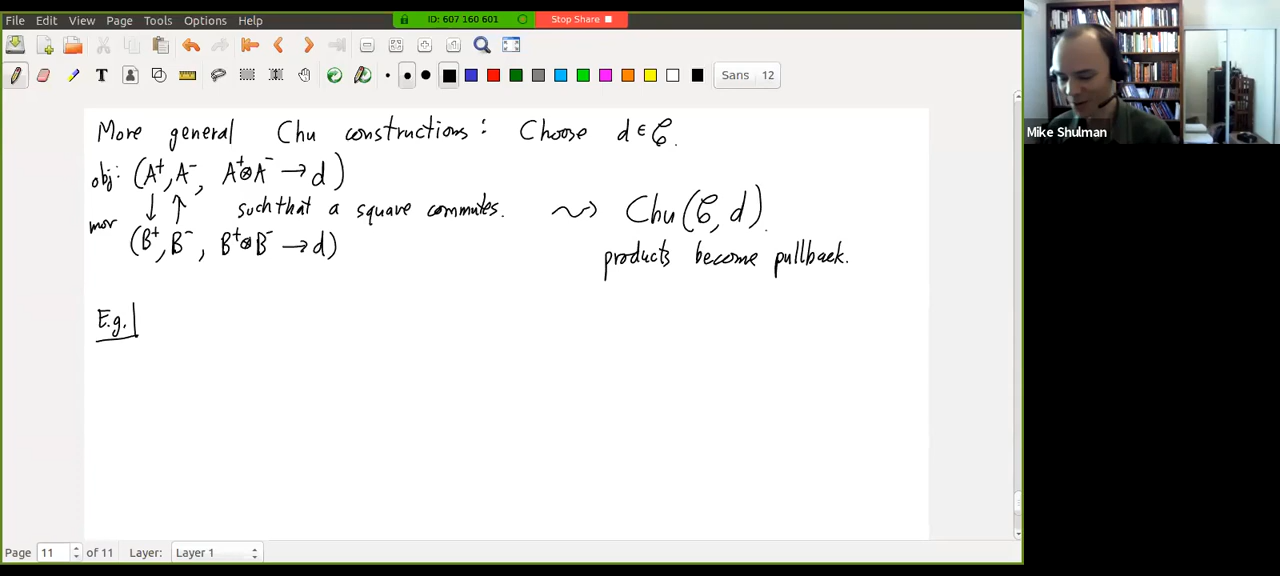 File Edit View Page Tools Options Help
ID: 607 160 601
Stop Share
Sans 12
Mike Shulman
More general Chu constructions: Choose d ∈ 𝒞.
obj: (A⁺, A⁻, A⁺⊗A⁻ → d)
↓ ↑ such that a square commutes. ⤳ Chu(𝒞, d).
mor
(B⁺, B⁻, B⁺⊗B⁻ → d)
products become pullback.
E.g.
Page 11 of 11 Layer: Layer 1